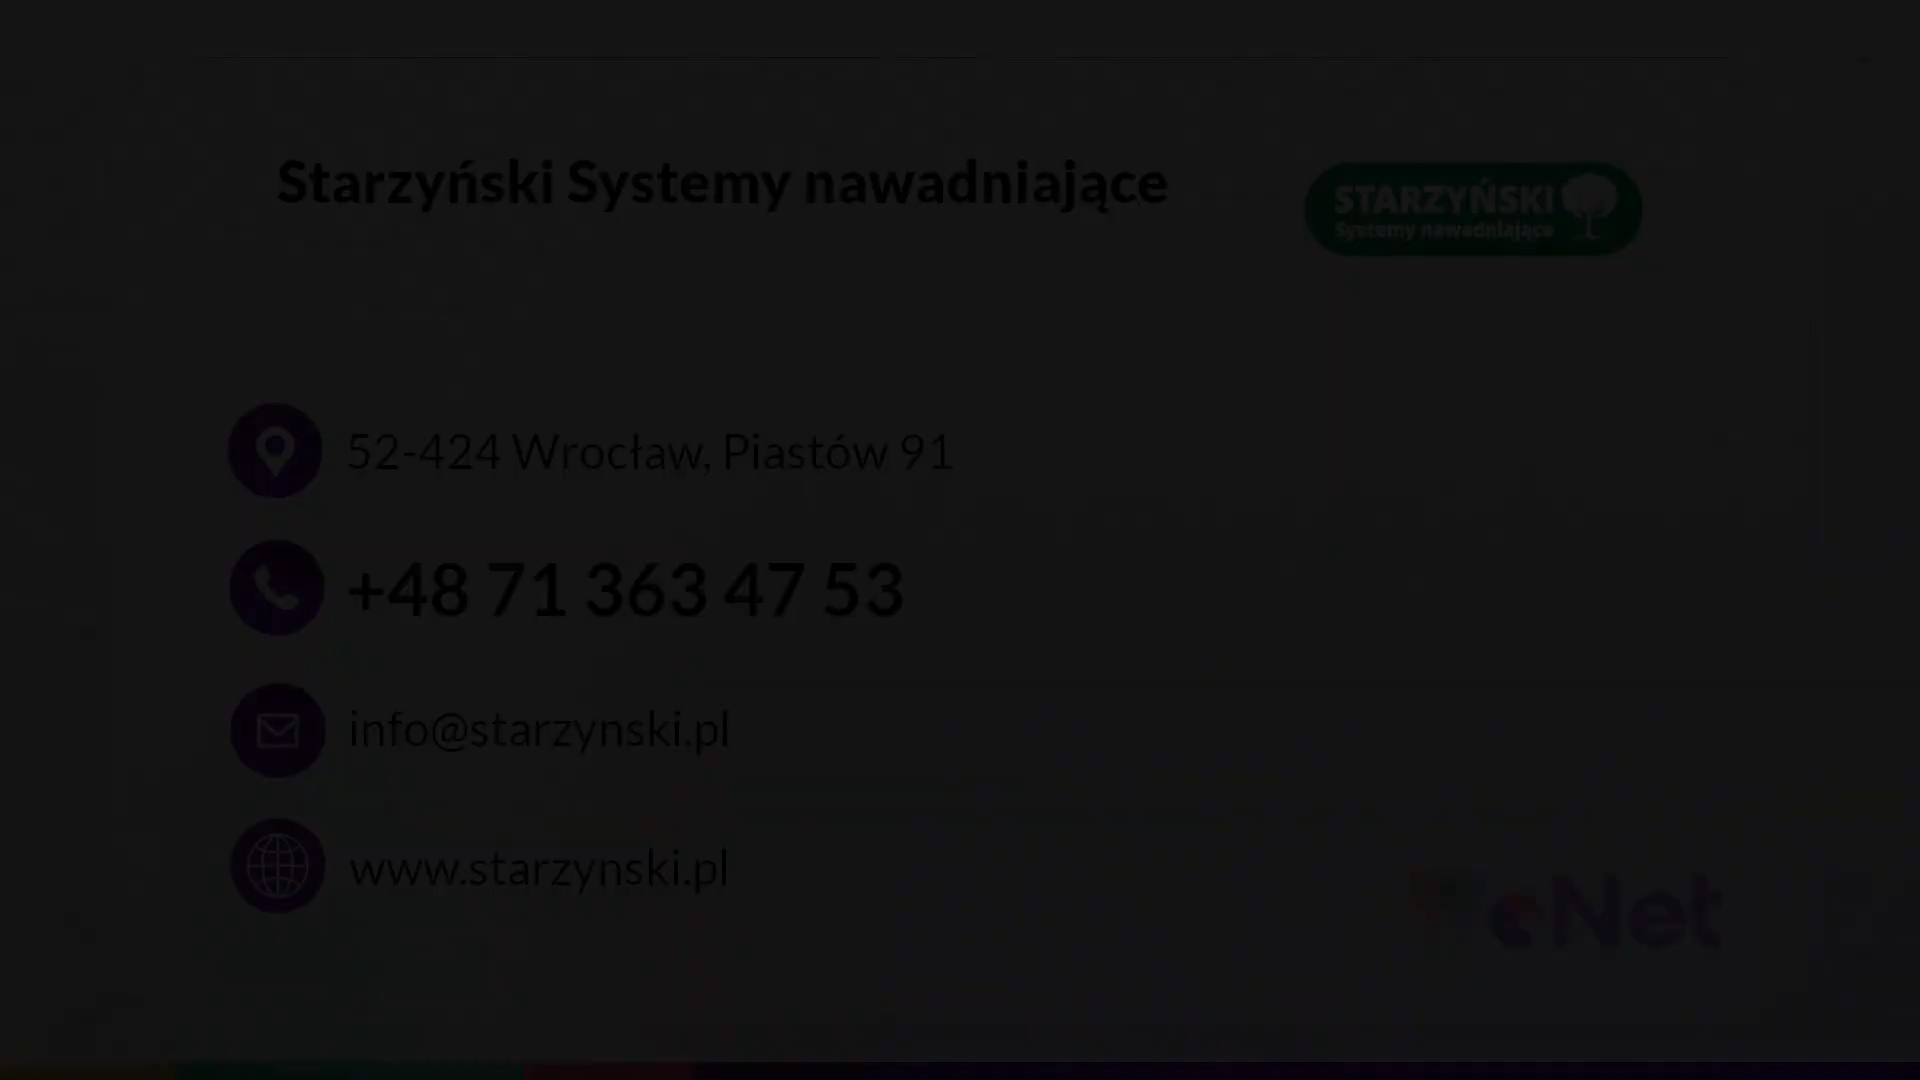 Starzyński Systemy nawadniające
STARZYŃSKI
Systemy nawadniające
52-424 Wrocław, Piastów 91
+48 71 363 47 53
info@starzynski.pl
www.starzynski.pl
eNet